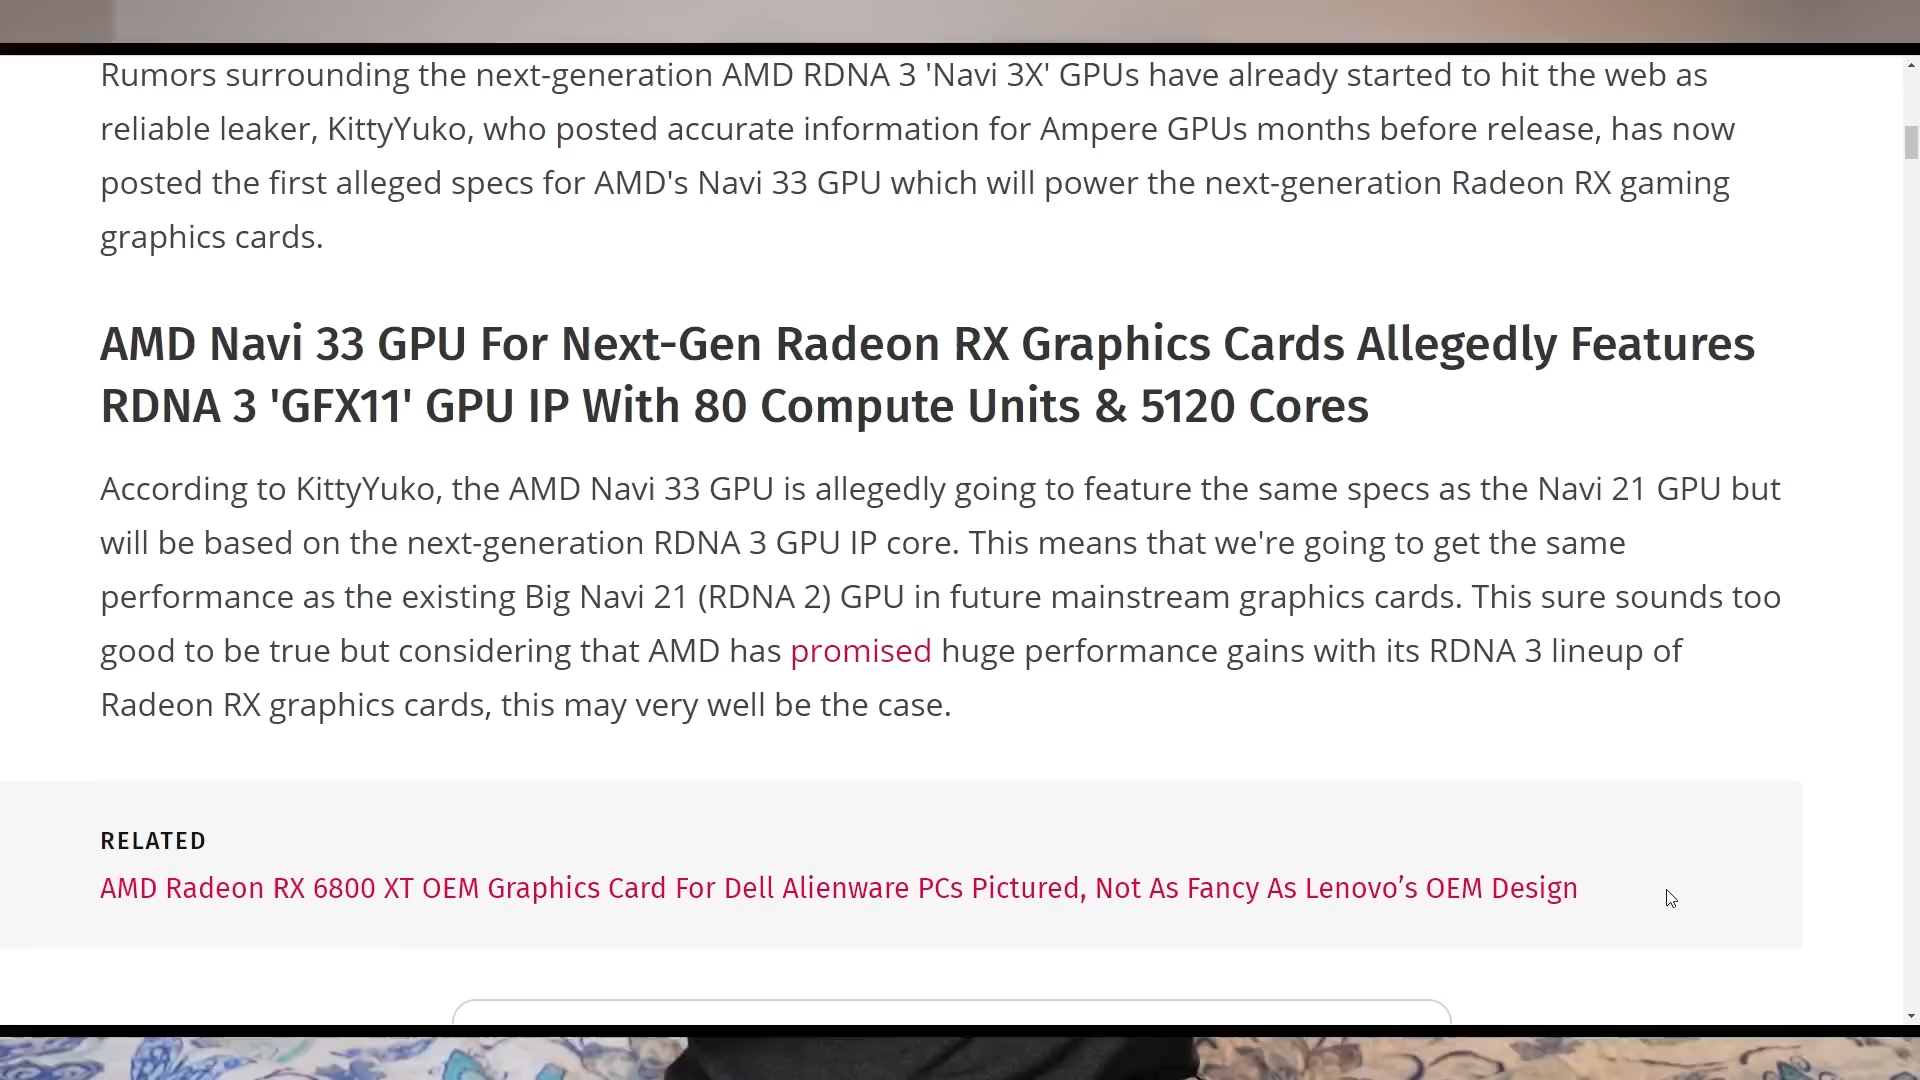 Rumors surrounding the next-generation AMD RDNA 3 'Navi 3X' GPUs have already started to hit the web as
reliable leaker, KittyYuko, who posted accurate information for Ampere GPUs months before release, has now
posted the first alleged specs for AMD's Navi 33 GPU which will power the next-generation Radeon RX gaming
graphics cards.
AMD Navi 33 GPU For Next-Gen Radeon RX Graphics Cards Allegedly Features
RDNA 3 'GFX11' GPU IP With 80 Compute Units & 5120 Cores
According to KittyYuko, the AMD Navi 33 GPU is allegedly going to feature the same specs as the Navi 21 GPU but
will be based on the next-generation RDNA 3 GPU IP core. This means that we're going to get the same
performance as the existing Big Navi 21 (RDNA 2) GPU in future mainstream graphics cards. This sure sounds too
good to be true but considering that AMD has promised huge performance gains with its RDNA 3 lineup of
Radeon RX graphics cards, this may very well be the case.
RELATED
AMD Radeon RX 6800 XT OEM Graphics Card For Dell Alienware PCs Pictured, Not As Fancy As Lenovo’s OEM Design